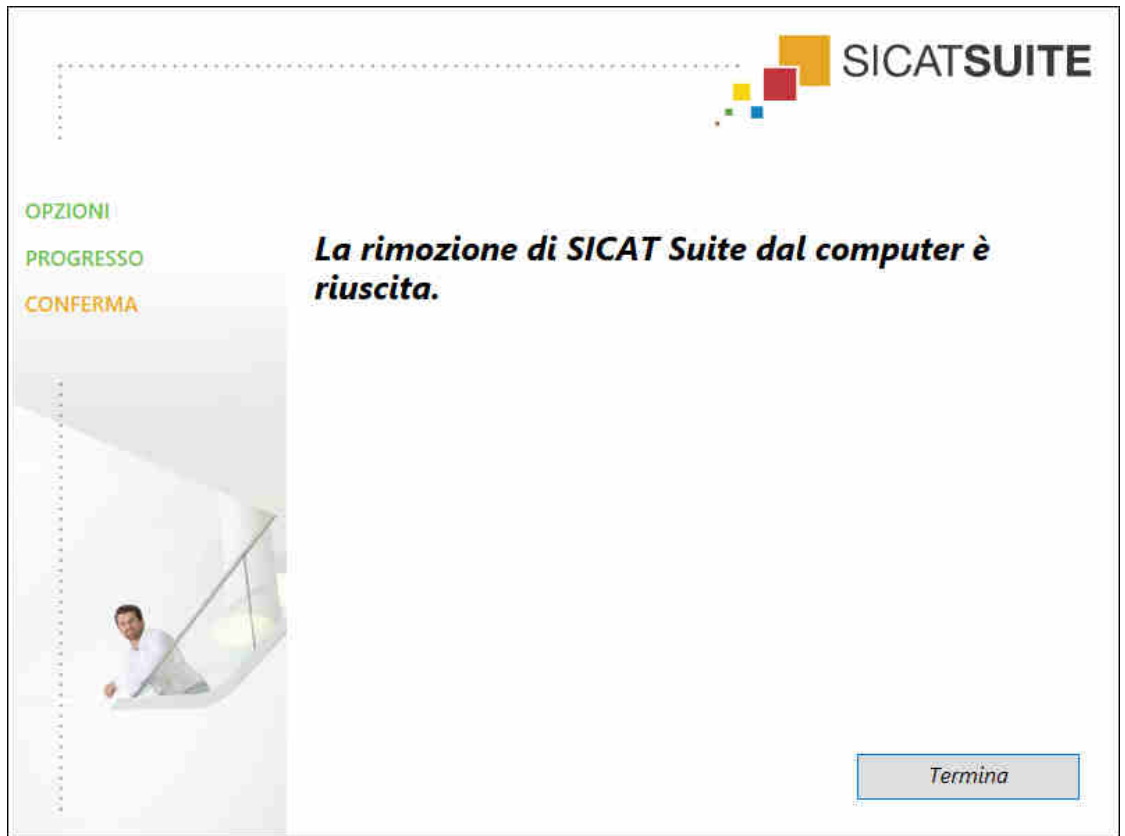 SICATSUITE
OPZIONI
PROGRESSO
CONFERMA
La rimozione di SICAT Suite dal computer è
riuscita.
Termina